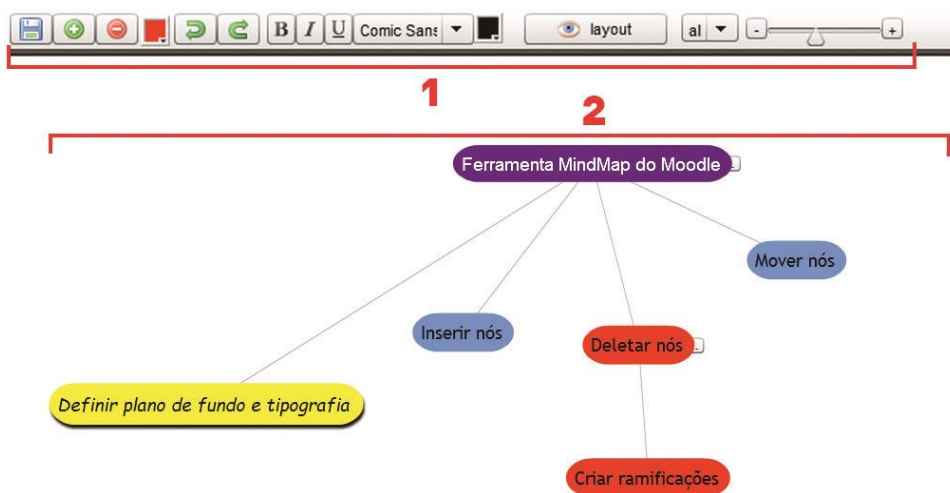 B I U Comic Sans layout al - +
1
2
Ferramenta MindMap do Moodle
Mover nós
Inserir nós
Deletar nós
Definir plano de fundo e tipografia
Criar ramificações